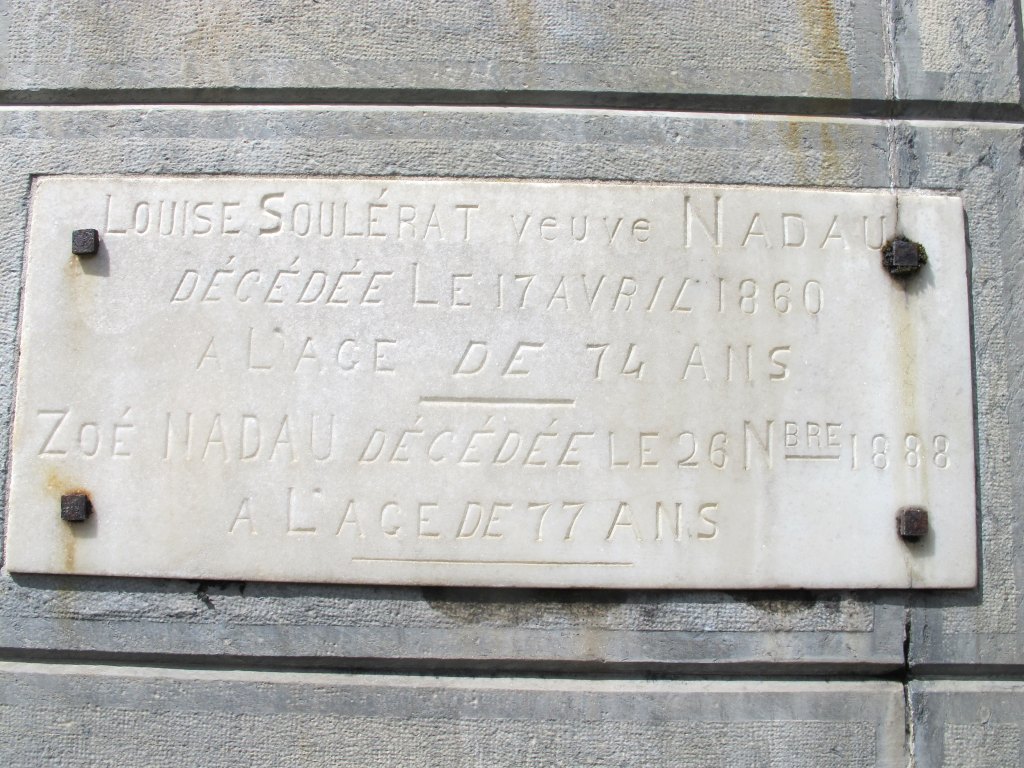 LOUISE SOULÉRAT veuve NADAU
DÉCÉDÉE LE 17 AVRIL 1860
A L'AGE DE 74 ANS
ZOÉ NADAU DÉCÉDÉE LE 26 NBRE 1888
A L'AGE DE 77 ANS